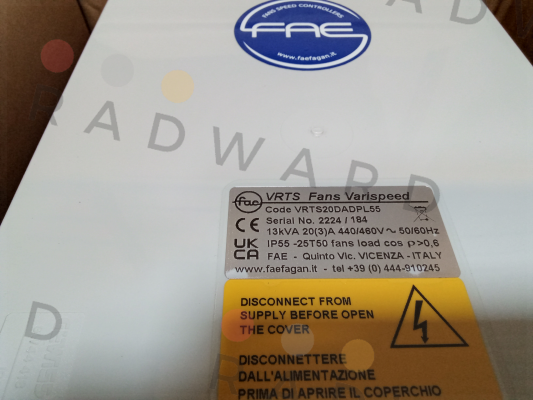 FANS SPEED CONTROLLERS
FAE
www.faefagan.it
RADWARD
fae VRTS Fans Varispeed
Code VRTS20DADPL55
Serial No. 2224 / 184
CE 13kVA 20(3)A 440/460V ~ 50/60Hz
UK CA IP55 -25T50 fans load cos ρ>0,6
FAE - Quinto Vic. VICENZA - ITALY
www.faefagan.it - tel +39 (0) 444-910245
DISCONNECT FROM
SUPPLY BEFORE OPEN
THE COVER
DISCONNETTERE
DALL'ALIMENTAZIONE
PRIMA DI APRIRE IL COPERCHIO